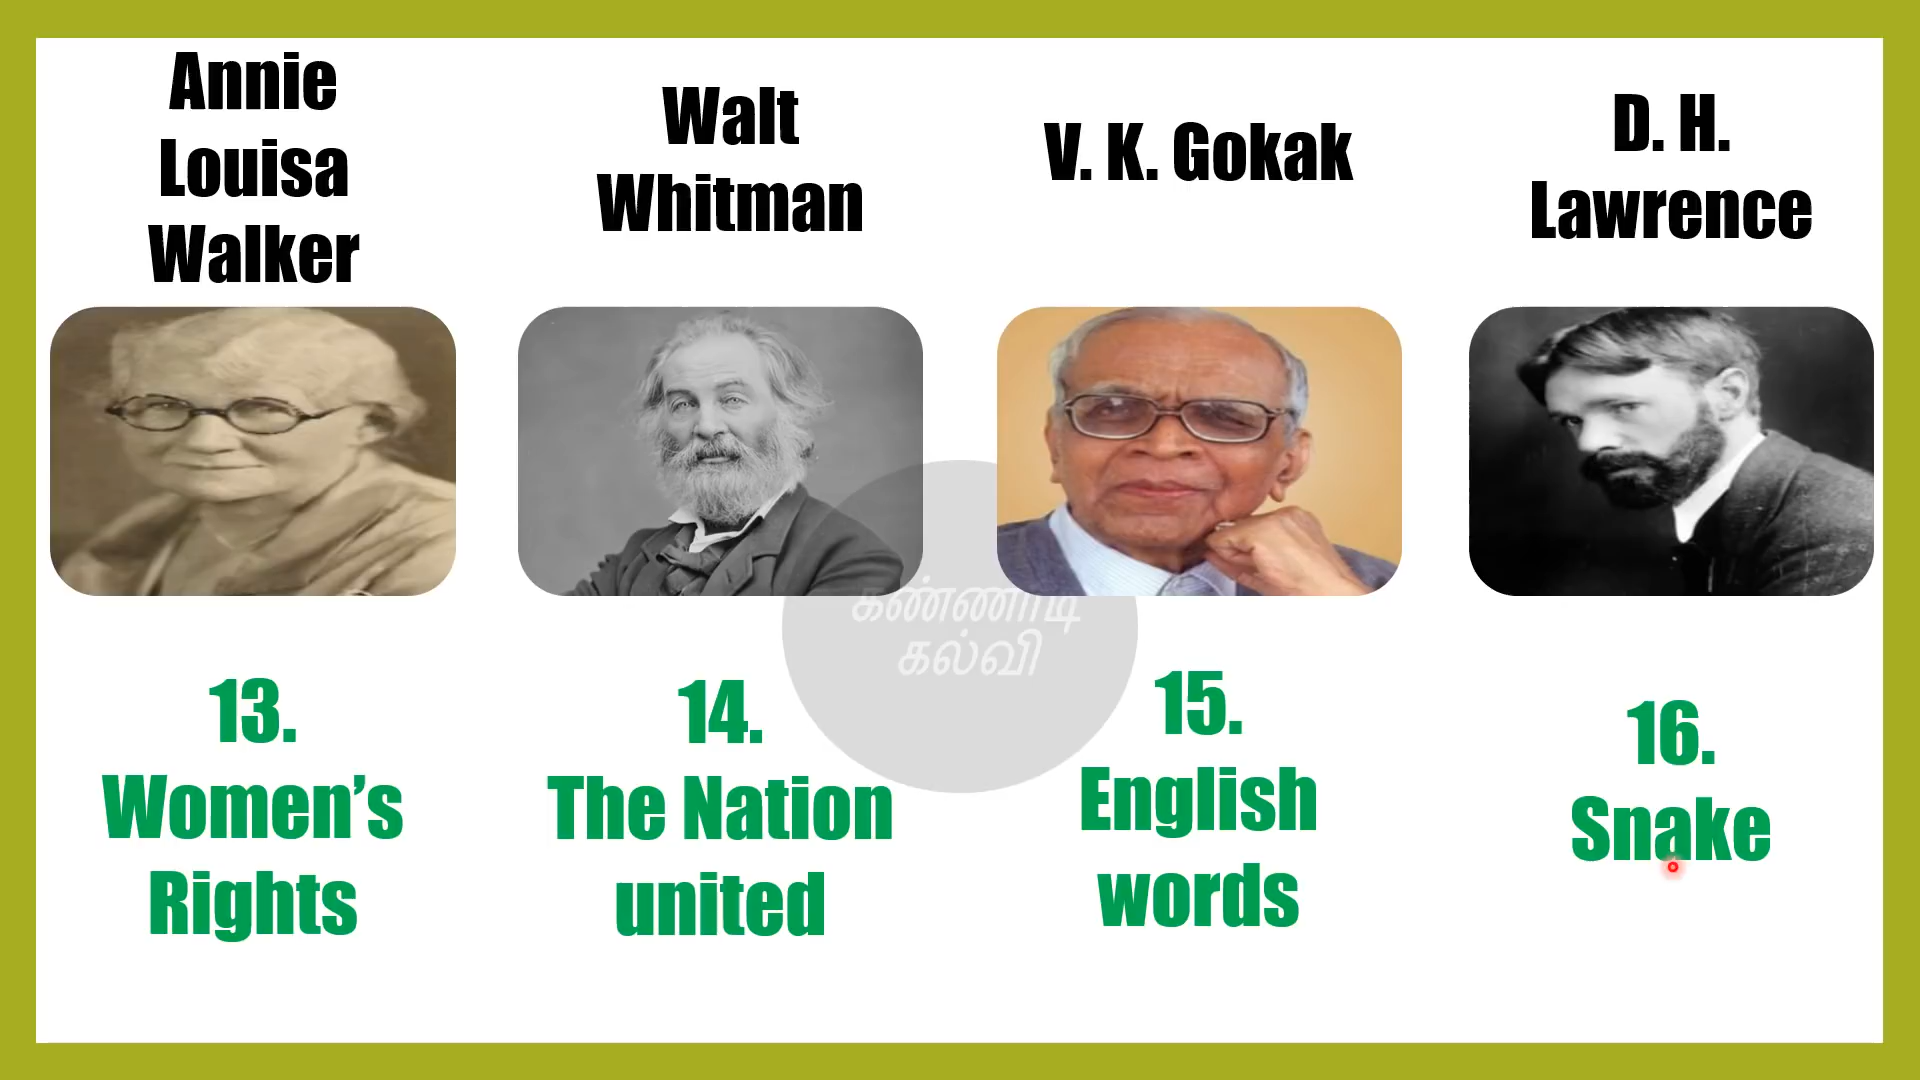 Annie
Louisa
Walker
Walt
Whitman
V. K. Gokak
D. H.
Lawrence
கண்ணாடி
கல்வி
13.
Women’s
Rights
14.
The Nation
united
15.
English
words
16.
Snake